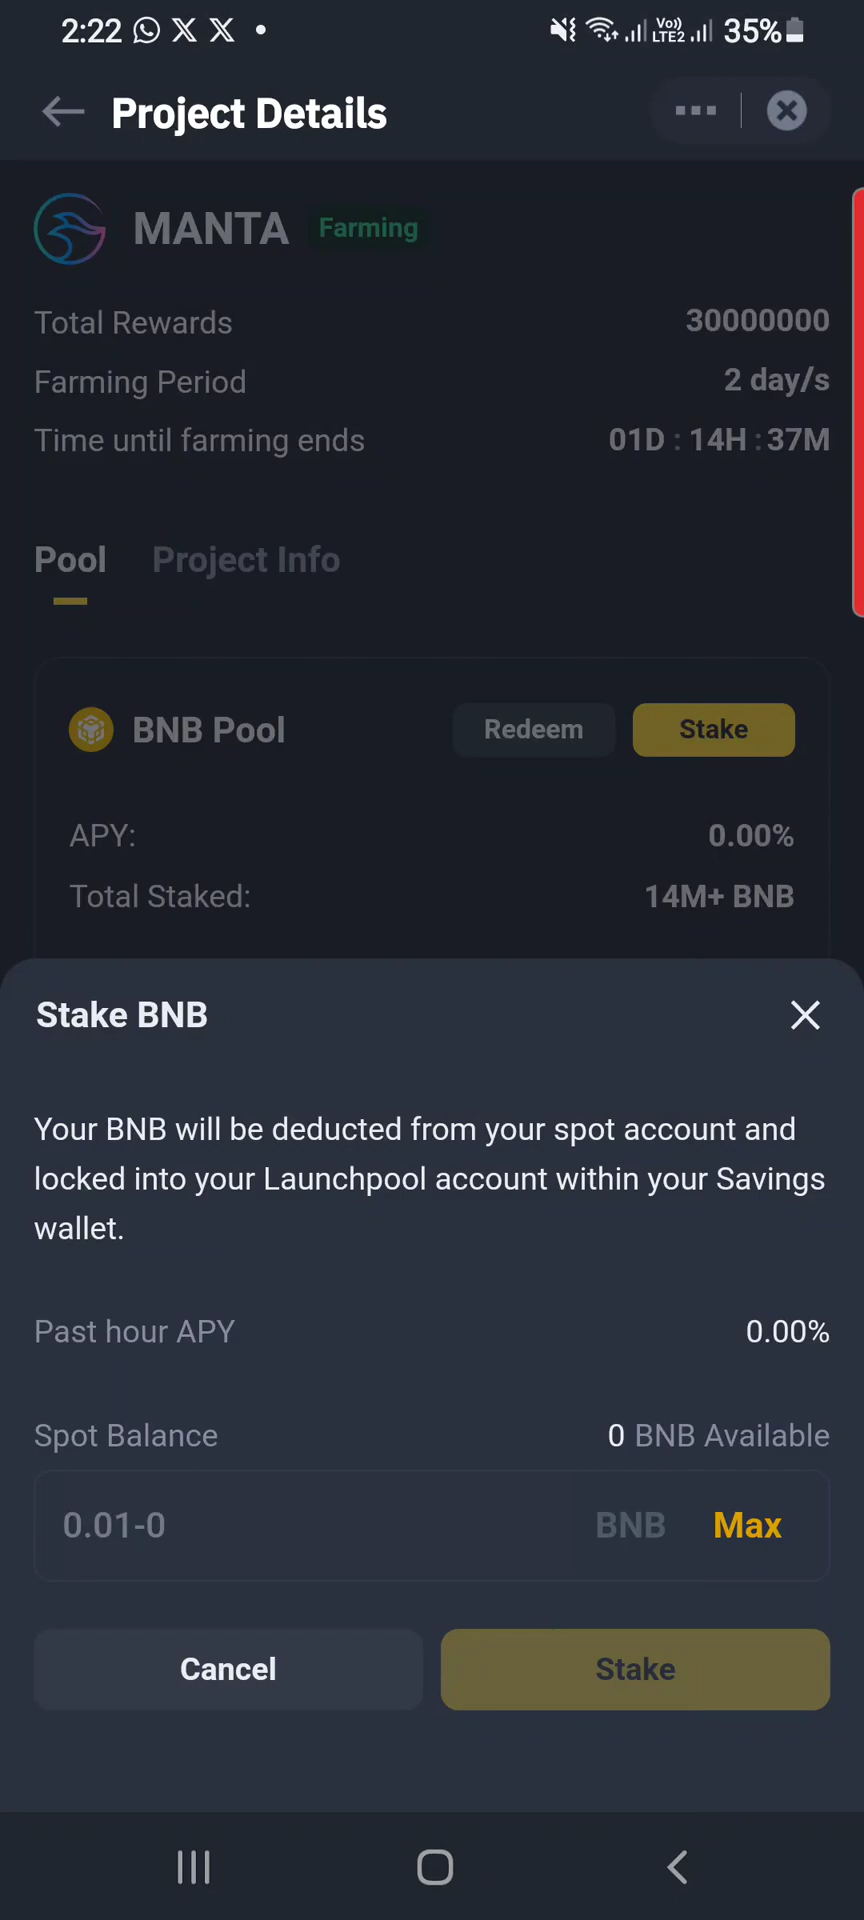 2:22
Vo)) LTE2 35%
Project Details
MANTA Farming
Total Rewards 30000000
Farming Period 2 day/s
Time until farming ends 01D : 14H : 37M
Pool Project Info
BNB Pool Redeem Stake
APY: 0.00%
Total Staked: 14M+ BNB
Stake BNB
Your BNB will be deducted from your spot account and
locked into your Launchpool account within your Savings
wallet.
Past hour APY 0.00%
Spot Balance 0 BNB Available
0.01-0 BNB Max
Cancel Stake